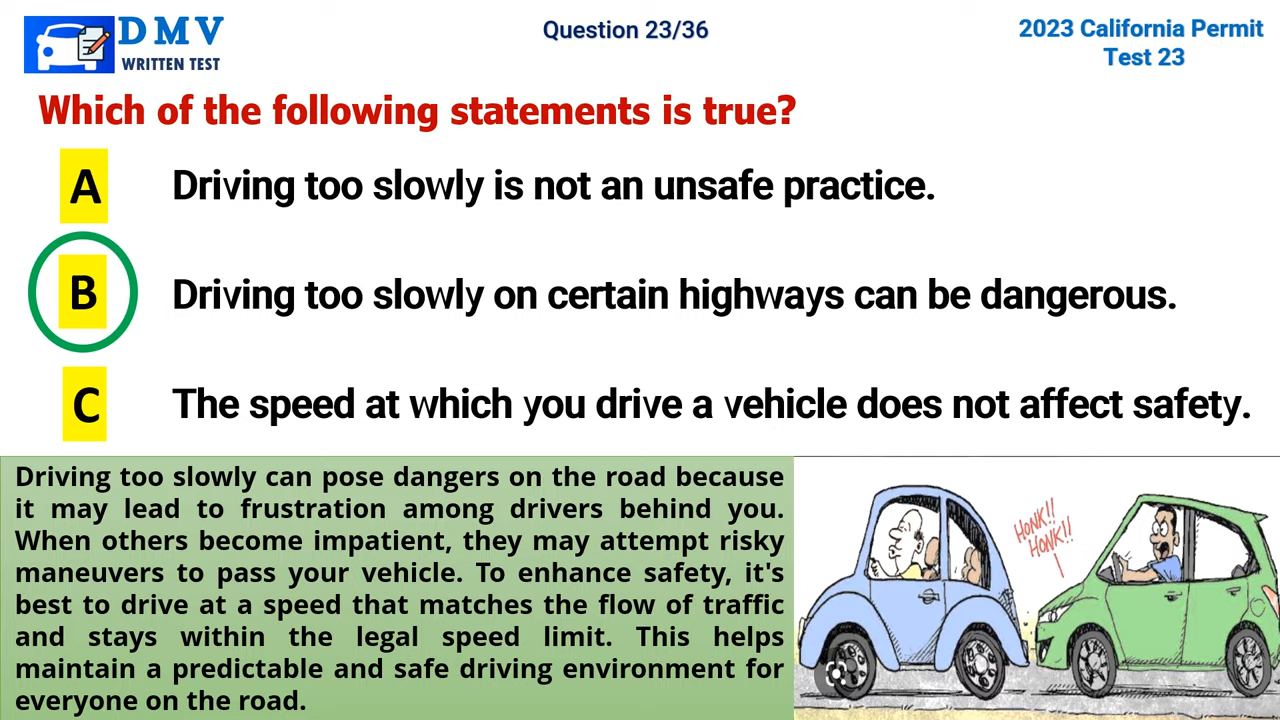 DMV
WRITTEN TEST
Question 23/36
2023 California Permit
Test 23
Which of the following statements is true?
A Driving too slowly is not an unsafe practice.
B Driving too slowly on certain highways can be dangerous.
C The speed at which you drive a vehicle does not affect safety.
Driving too slowly can pose dangers on the road because
it may lead to frustration among drivers behind you.
When others become impatient, they may attempt risky
maneuvers to pass your vehicle. To enhance safety, it's
best to drive at a speed that matches the flow of traffic
and stays within the legal speed limit. This helps
maintain a predictable and safe driving environment for
everyone on the road.
HONK!!
HONK!!